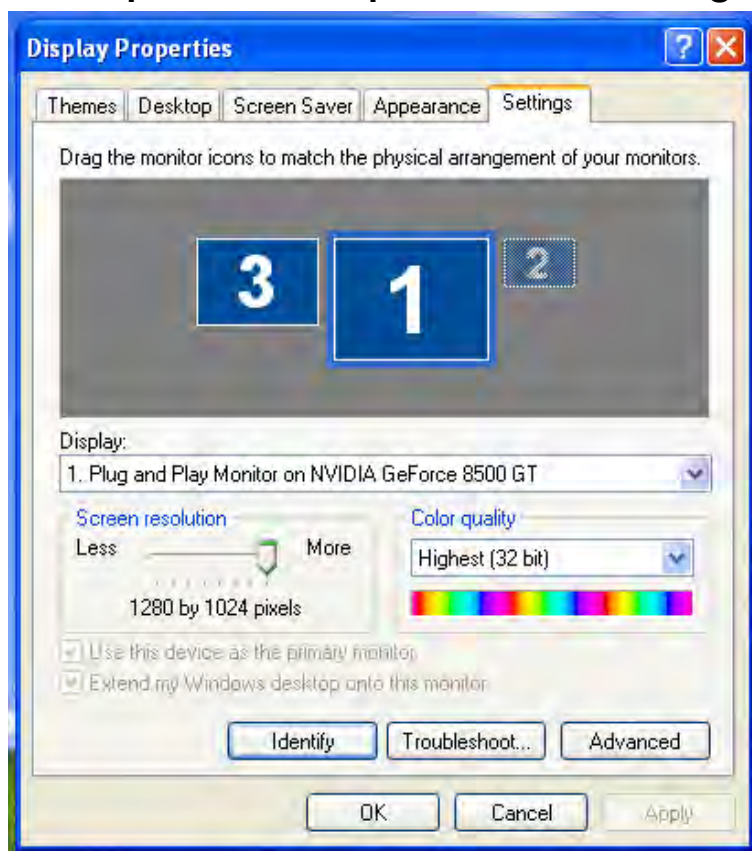 Display Properties
Themes Desktop Screen Saver Appearance Settings
Drag the monitor icons to match the physical arrangement of your monitors.
3 1 2
Display:
1. Plug and Play Monitor on NVIDIA GeForce 8500 GT
Screen resolution
Less More
1280 by 1024 pixels
Color quality
Highest (32 bit)
Use this device as the primary monitor.
Extend my Windows desktop onto this monitor.
Identify Troubleshoot... Advanced
OK Cancel Apply